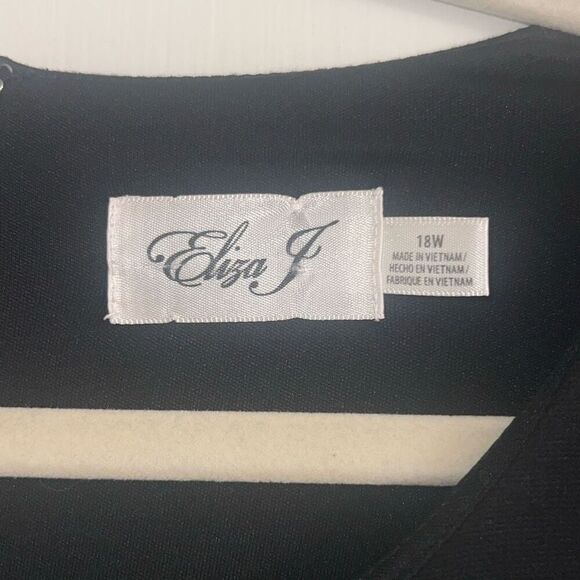 Eliza J
18W
MADE IN VIETNAM/
HECHO EN VIETNAM/
FABRIQUE EN VIETNAM